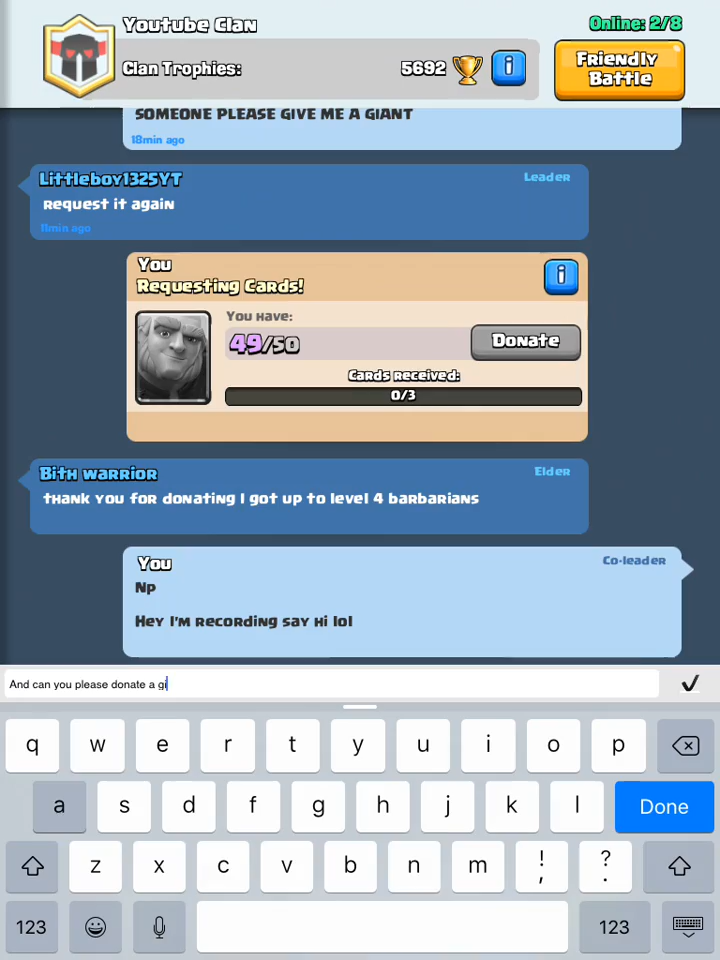 Youtube Clan
Online: 2/8
Clan Trophies:
5692
i
Friendly
Battle
SOMEONE PLEASE GIVE ME A GIANT
18min ago
Littleboy1325YT
Leader
Request it again
11min ago
You
Requesting Cards!
i
You have:
49/50
Donate
Cards received:
0/3
Bith warrior
Elder
thank you for donating I got up to level 4 barbarians
You
Co-leader
Np
Hey I'm recording say hi lol
And can you please donate a gi
q w e r t y u i o p
a s d f g h j k l Done
z x c v b n m ! , ? .
123 123